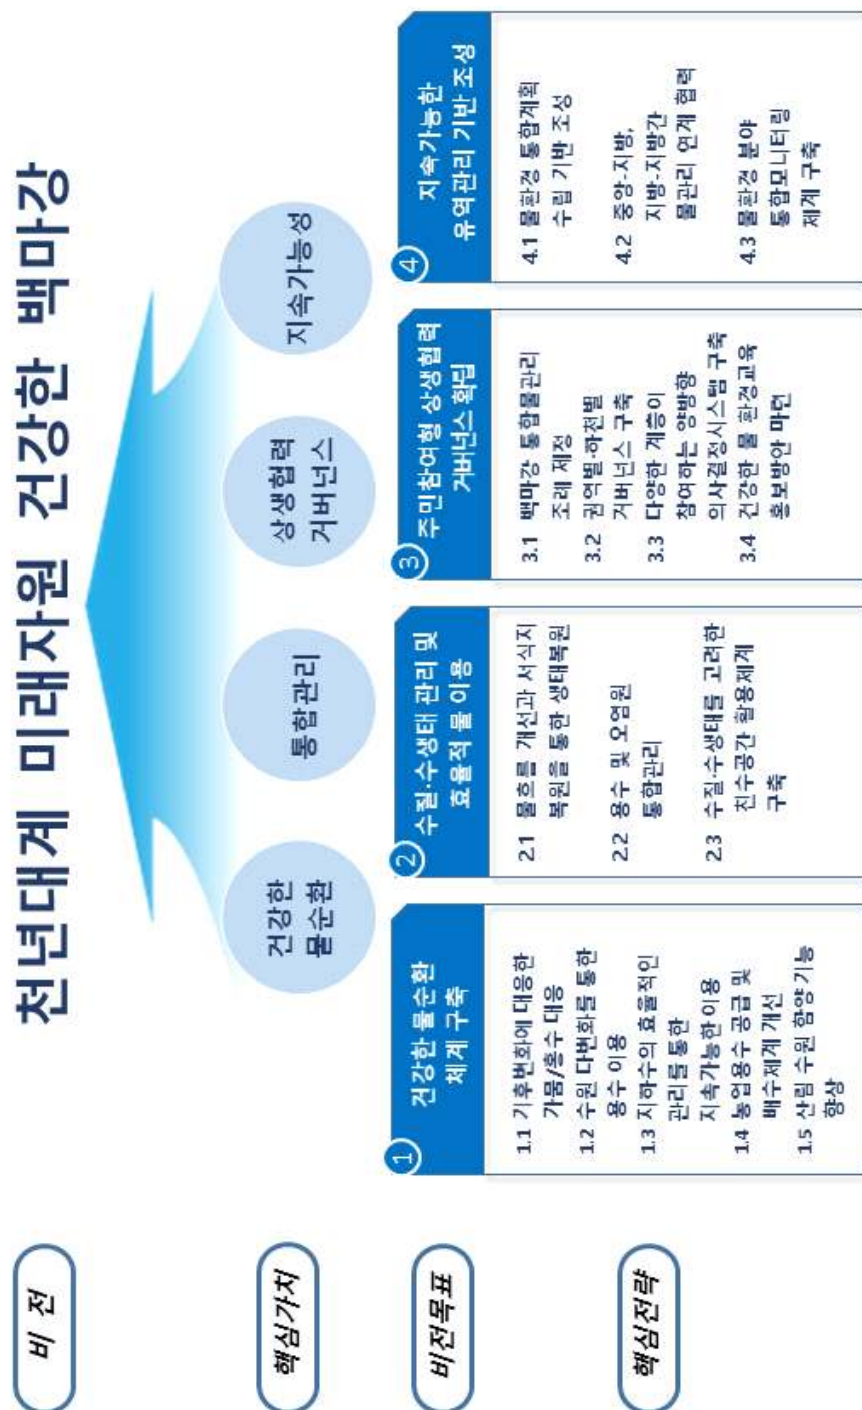 비 전
천년대계 미래자원 건강한 백마강
핵심가치
건강한
물순환
통합관리
상생협력
거버넌스
지속가능성
비전목표
1
건강한 물순환
체계 구축
2
수질·수생태 관리 및
효율적 물 이용
3
주민참여형 상생협력
거버넌스 확립
4
지속가능한
유역관리 기반 조성
핵심전략
1.1 기후변화에 대응한
가뭄/홍수 대응
1.2 수원 다변화를 통한
용수 이용
1.3 지하수의 효율적인
관리를 통한
지속가능한 이용
1.4 농업용수 공급 및
배수체계 개선
1.5 산림 수원 함양 기능
향상
2.1 물흐름 개선과 서식지
복원을 통한 생태복원
2.2 용수 및 오염원
통합관리
2.3 수질·수생태를 고려한
친수공간 활용체계
구축
3.1 백마강 통합물관리
조례 제정
3.2 권역별·하천별
거버넌스 구축
3.3 다양한 계층이
참여하는 양방향
의사결정시스템 구축
3.4 건강한 물 환경교육
홍보방안 마련
4.1 물환경 통합계획
수립 기반 조성
4.2 중앙-지방,
지방-지방간
물관리 연계 협력
4.3 물환경 분야
통합모니터링
체계 구축